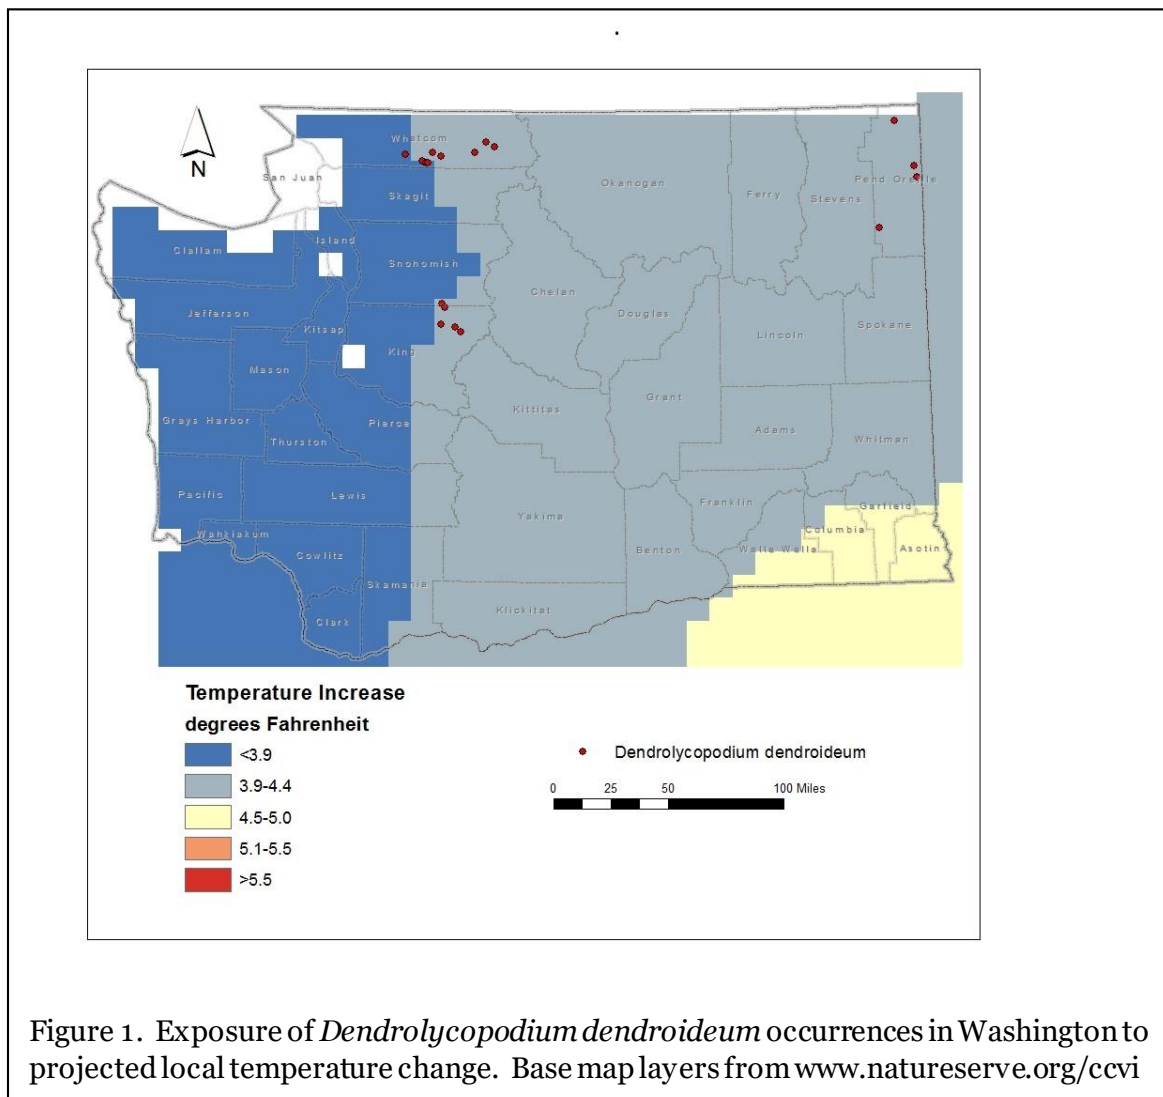 .
N
Whatcom
San Juan
Skagit
Okanogan
Ferry
Stevens
Pend Oreille
Island
Clallam
Snohomish
Chelan
Jefferson
Kitsap
Douglas
Lincoln
Spokane
King
Mason
Grays Harbor
Kittitas
Grant
Thurston
Pierce
Adams
Whitman
Pacific
Lewis
Yakima
Franklin
Garfield
Wahkiakum
Cowlitz
Benton
Walla Walla
Columbia
Asotin
Skamania
Klickitat
Clark
Temperature Increase
degrees Fahrenheit
<3.9
3.9-4.4
4.5-5.0
5.1-5.5
>5.5
Dendrolycopodium dendroideum
0 25 50 100 Miles
Figure 1. Exposure of Dendrolycopodium dendroideum occurrences in Washington to
projected local temperature change. Base map layers from www.natureserve.org/ccvi